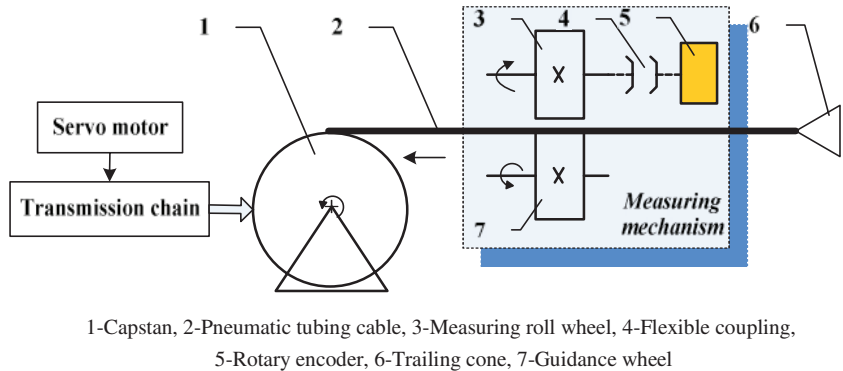 1 2 3 4 5 6
Servo motor
Transmission chain
7
Measuring
mechanism
1-Capstan, 2-Pneumatic tubing cable, 3-Measuring roll wheel, 4-Flexible coupling,
5-Rotary encoder, 6-Trailing cone, 7-Guidance wheel